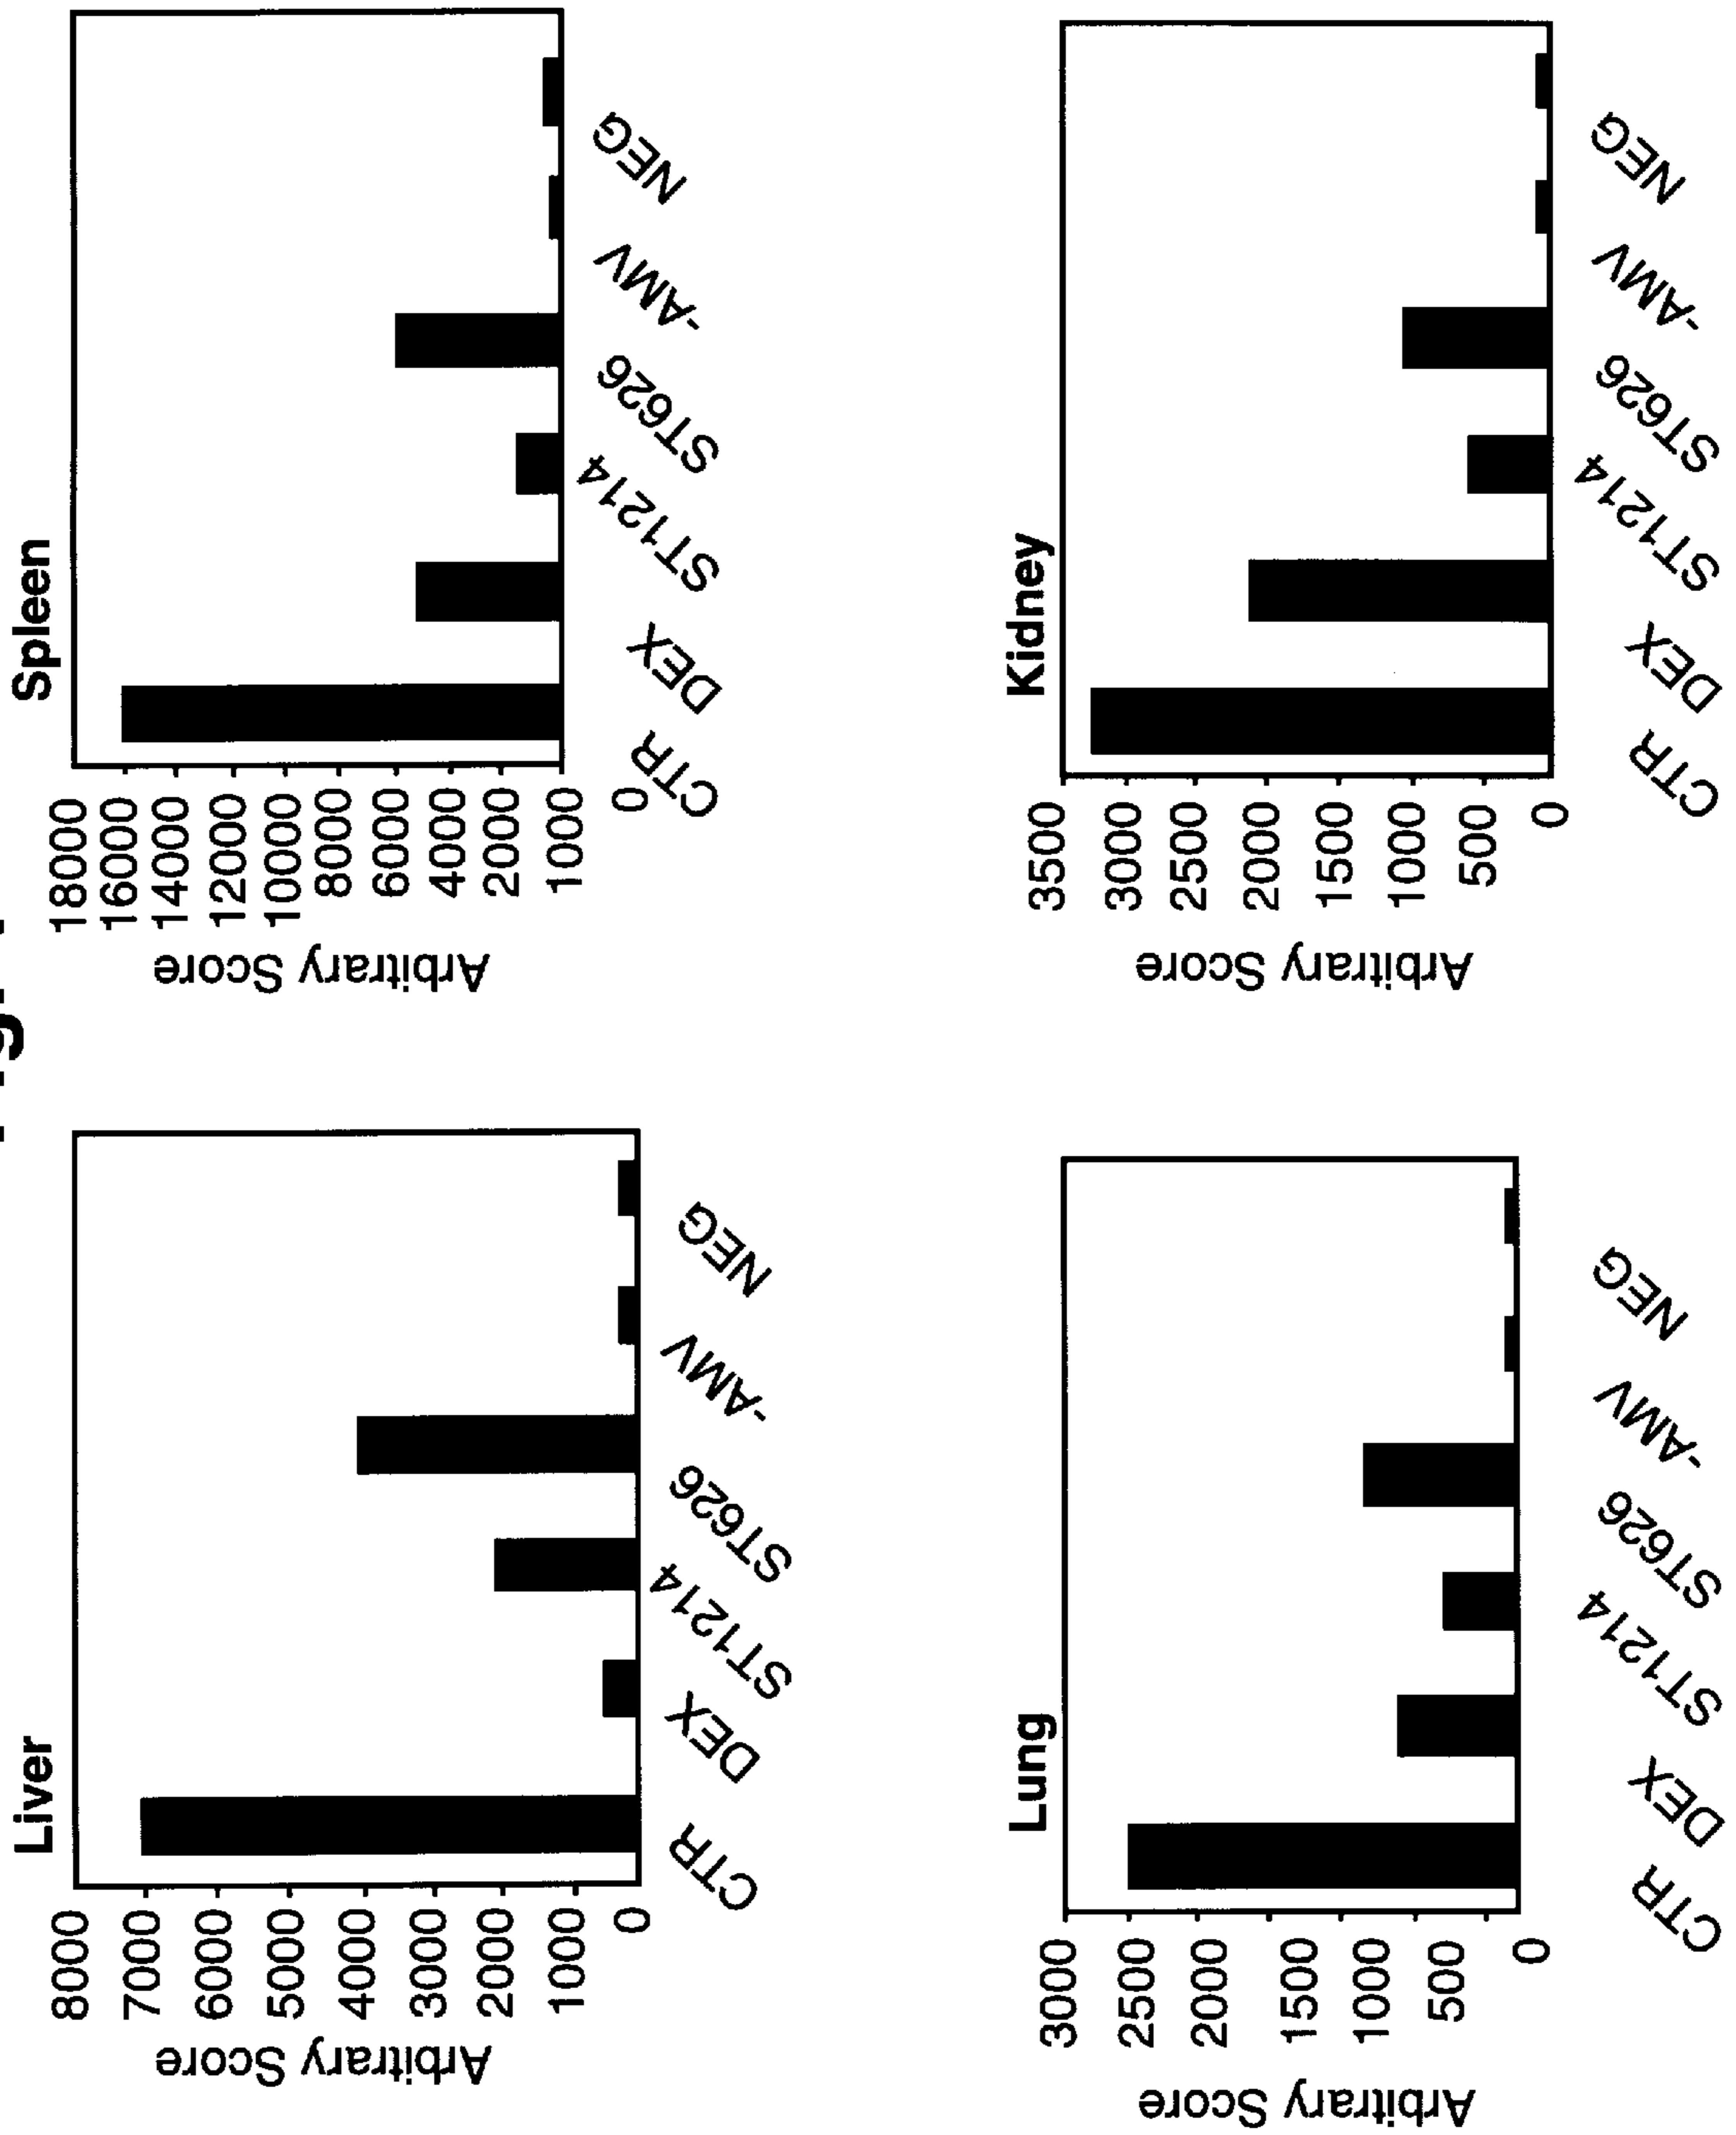 Liver
Arbitrary Score
8000
7000
6000
5000
4000
3000
2000
1000
0
CTR
DEX
ST1214
ST626
-AMV
NEG
Spleen
Arbitrary Score
18000
16000
14000
12000
10000
8000
6000
4000
2000
1000
0
CTR
DEX
ST1214
ST626
-AMV
NEG
Lung
Arbitrary Score
3000
2500
2000
1500
1000
500
0
CTR
DEX
ST1214
ST626
-AMV
NEG
Kidney
Arbitrary Score
3500
3000
2500
2000
1500
1000
500
0
CTR
DEX
ST1214
ST626
-AMV
NEG